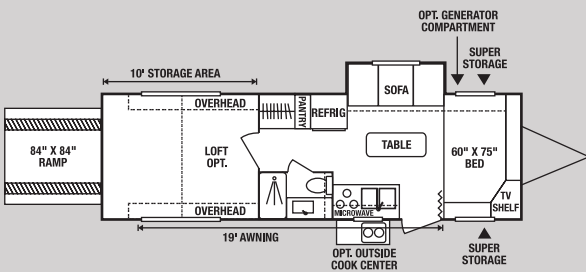 OPT. GENERATOR
COMPARTMENT
SUPER
STORAGE
10' STORAGE AREA
OVERHEAD
PANTRY
REFRIG
SOFA
84" X 84"
RAMP
LOFT
OPT.
TABLE
60" X 75"
BED
TV
SHELF
OVERHEAD
MICROWAVE
19' AWNING
OPT. OUTSIDE
COOK CENTER
SUPER
STORAGE